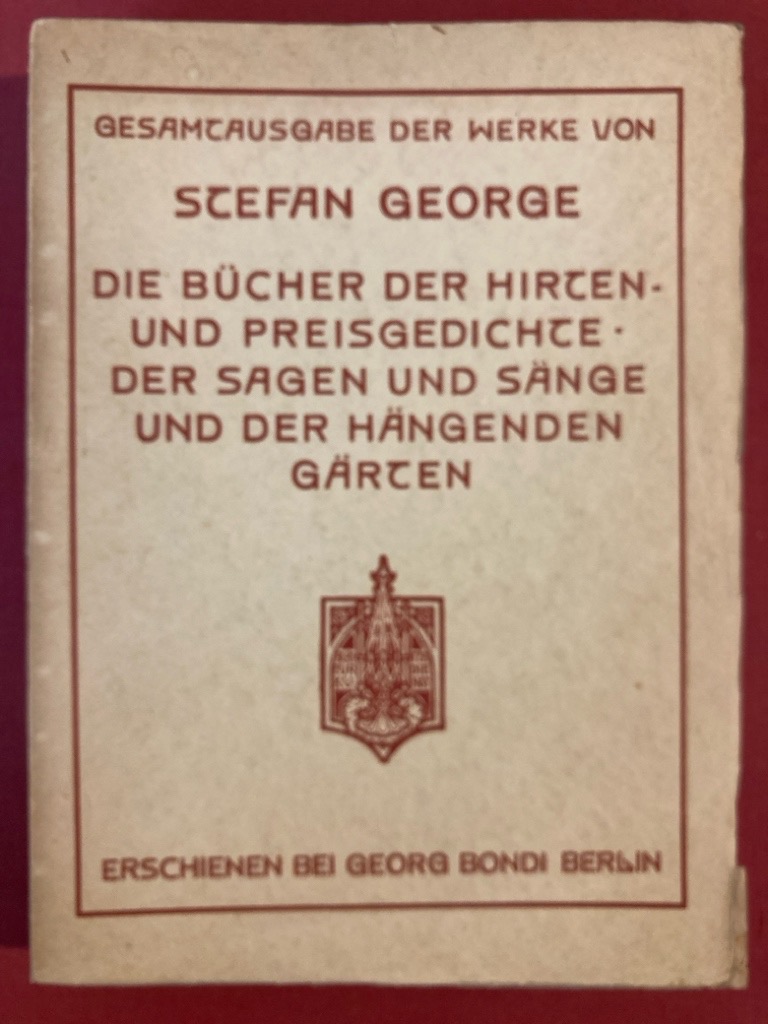 GESAMTAUSGABE DER WERKE VON
STEFAN GEORGE
DIE BÜCHER DER HIRTEN-
UND PREISGEDICHTE ·
DER SAGEN UND SÄNGE
UND DER HÄNGENDEN
GÄRTEN
ERSCHIENEN BEI GEORG BONDI BERLIN